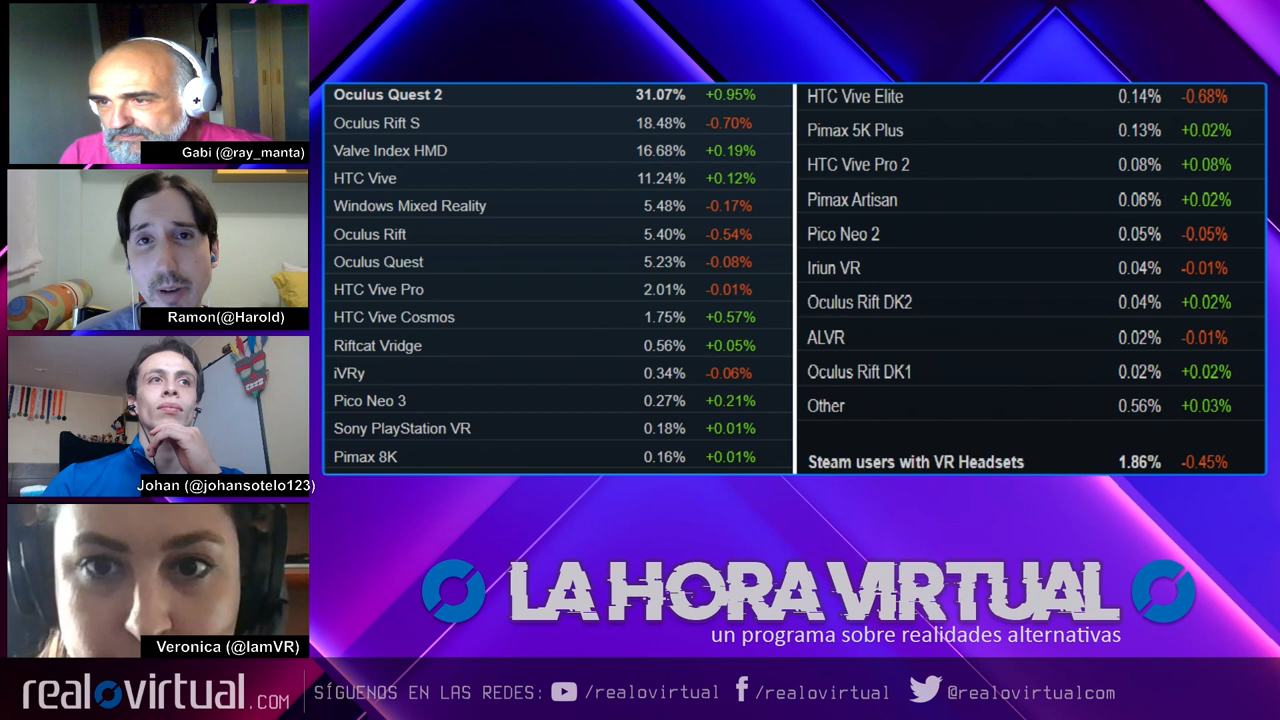 Gabi (@ray_manta)
Ramon(@Harold)
Johan (@johansotelo123)
Veronica (@IamVR)
Oculus Quest 2 31.07% +0.95%
Oculus Rift S 18.48% -0.70%
Valve Index HMD 16.68% +0.19%
HTC Vive 11.24% +0.12%
Windows Mixed Reality 5.48% -0.17%
Oculus Rift 5.40% -0.54%
Oculus Quest 5.23% -0.08%
HTC Vive Pro 2.01% -0.01%
HTC Vive Cosmos 1.75% +0.57%
Riftcat Vridge 0.56% +0.05%
iVRy 0.34% -0.06%
Pico Neo 3 0.27% +0.21%
Sony PlayStation VR 0.18% +0.01%
Pimax 8K 0.16% +0.01%
HTC Vive Elite 0.14% -0.68%
Pimax 5K Plus 0.13% +0.02%
HTC Vive Pro 2 0.08% +0.08%
Pimax Artisan 0.06% +0.02%
Pico Neo 2 0.05% -0.05%
Iriun VR 0.04% -0.01%
Oculus Rift DK2 0.04% +0.02%
ALVR 0.02% -0.01%
Oculus Rift DK1 0.02% +0.02%
Other 0.56% +0.03%
Steam users with VR Headsets 1.86% -0.45%
LA HORA VIRTUAL
un programa sobre realidades alternativas
realovirtual.com
SÍGUENOS EN LAS REDES: /realovirtual /realovirtual @realovirtualcom